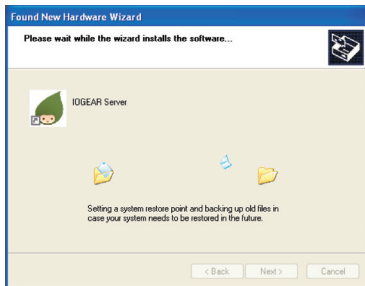 Found New Hardware Wizard
Please wait while the wizard installs the software...
IOGEAR Server
Setting a system restore point and backing up old files in
case your system needs to be restored in the future.
< Back
Next >
Cancel